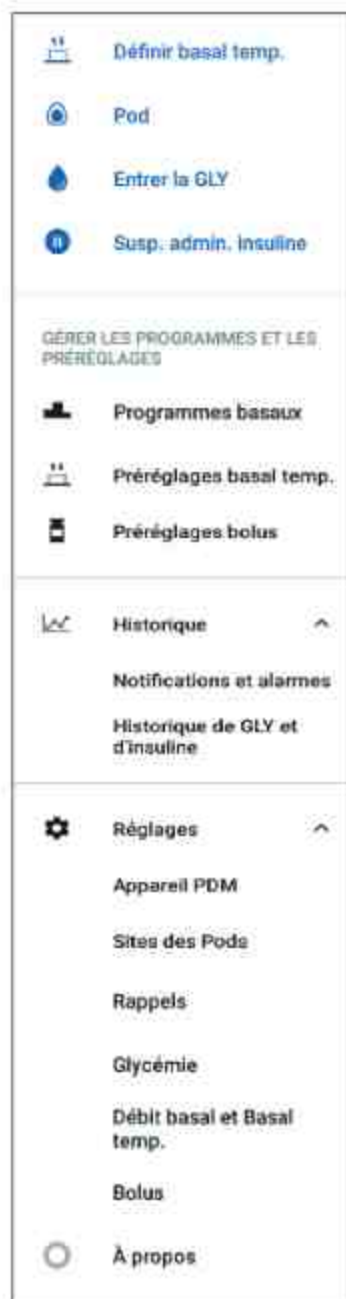 Définir basal temp.
Pod
Entrer la GLY
Susp. admin. insuline
GÉRER LES PROGRAMMES ET LES
PRÉRÉGLAGES
Programmes basaux
Préréglages basal temp.
Préréglages bolus
Historique
Notifications et alarmes
Historique de GLY et
d'insuline
Réglages
Appareil PDM
Sites des Pods
Rappels
Glycémie
Débit basal et Basal
temp.
Bolus
À propos